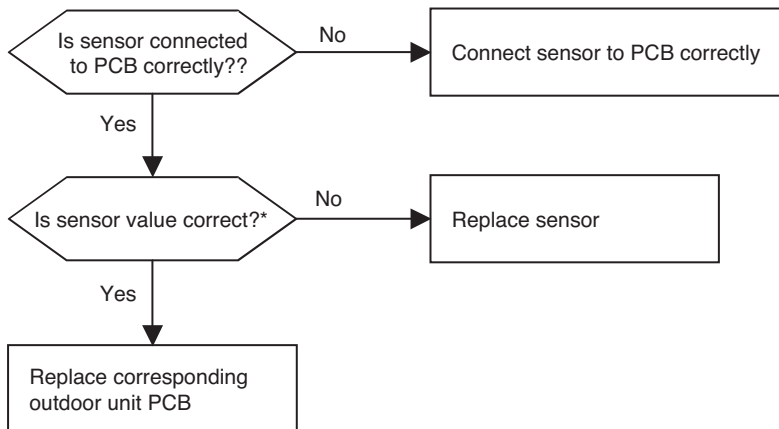 Is sensor connected
to PCB correctly??
No
Connect sensor to PCB correctly
Yes
Is sensor value correct?*
No
Replace sensor
Yes
Replace corresponding
outdoor unit PCB